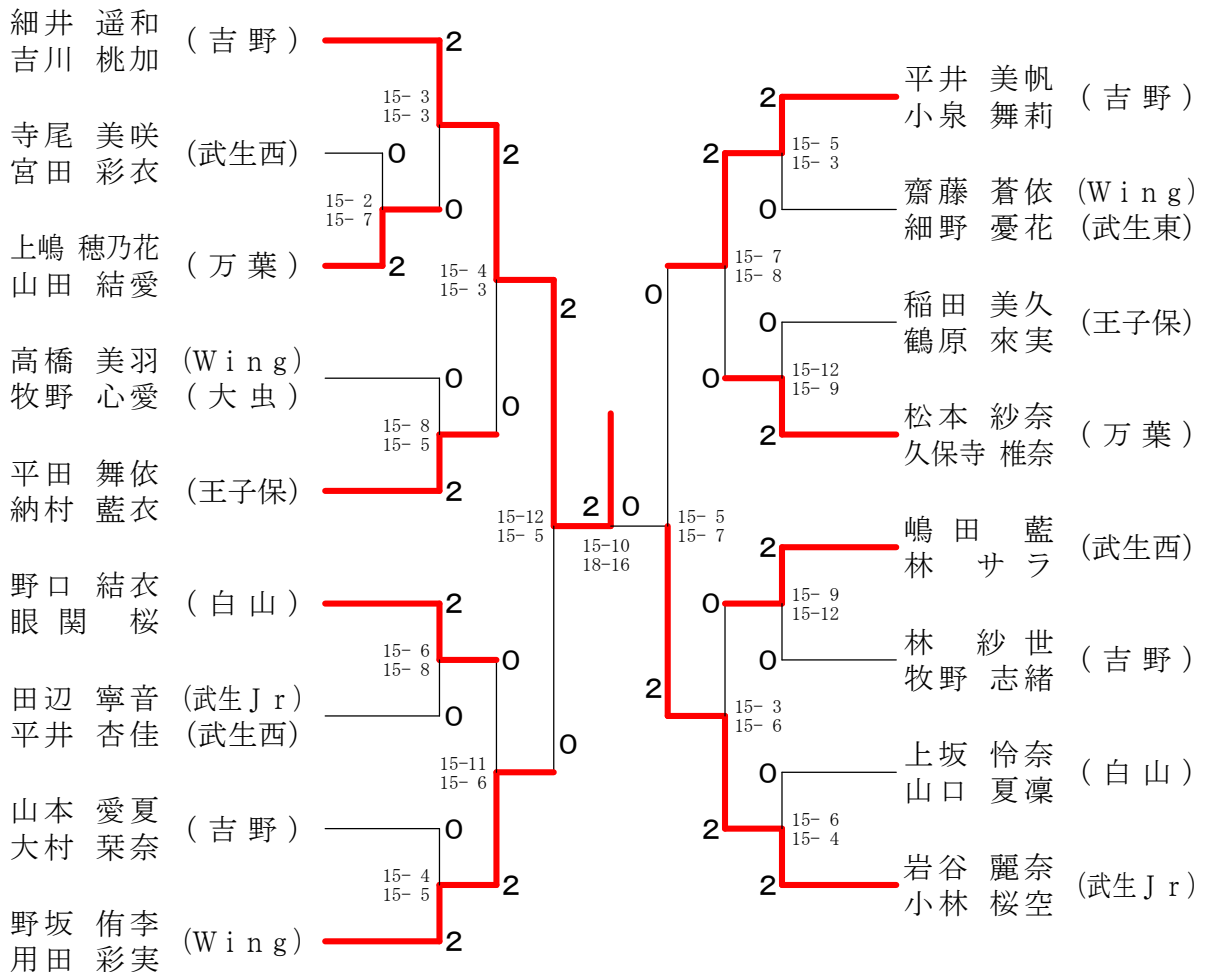 細井 遥和 (吉野) 2
吉川 桃加
15- 3
15- 3
2
寺尾 美咲 (武生西) 0
宮田 彩衣
15- 2
15- 7
0
上嶋 穂乃花 (万葉) 2
山田 結愛
15- 4
15- 3
2
高橋 美羽 (Wing) 0
牧野 心愛 (大虫)
0
15- 8
15- 5
平田 舞依 (王子保) 2
納村 藍衣
15-12
15- 5
2 0
15-10
18-16
野口 結衣 (白山) 2
眼関 桜
15- 6
15- 8
0
田辺 寧音 (武生Jr) 0
平井 杏佳 (武生西)
0
15-11
15- 6
山本 愛夏 (吉野) 0
大村 栞奈
15- 4
15- 5
2
野坂 侑李 (Wing) 2
用田 彩実
2 平井 美帆 (吉野)
小泉 舞莉
2
15- 5
15- 3
0 齋藤 蒼依 (Wing)
細野 憂花 (武生東)
15- 7
15- 8
0
0 稲田 美久 (王子保)
鶴原 來実
0
15-12
15- 9
2 松本 紗奈 (万葉)
久保寺 椎奈
15- 5
15- 7
2 嶋田 藍 (武生西)
林 サラ
0
15- 9
15-12
0 林 紗世 (吉野)
牧野 志緒
2
15- 3
15- 6
0 上坂 怜奈 (白山)
山口 夏凜
2
15- 6
15- 4
2 岩谷 麗奈 (武生Jr)
小林 桜空